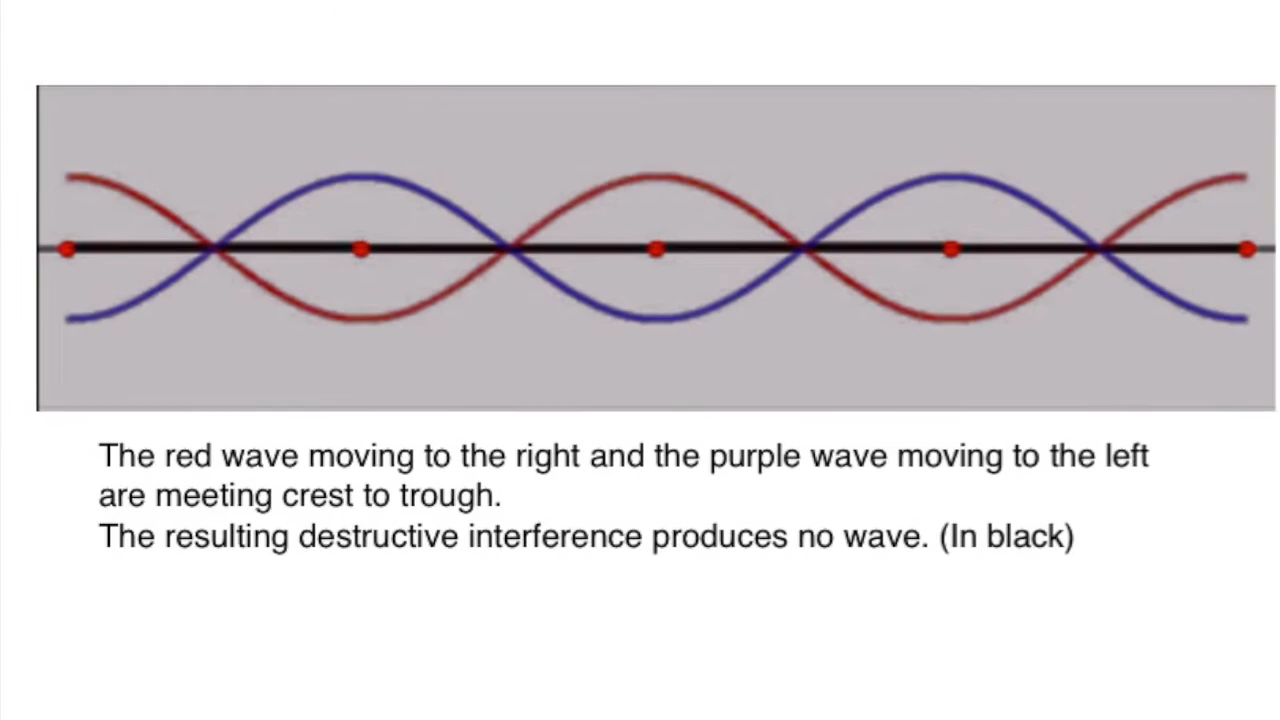 The red wave moving to the right and the purple wave moving to the left
are meeting crest to trough.
The resulting destructive interference produces no wave. (In black)